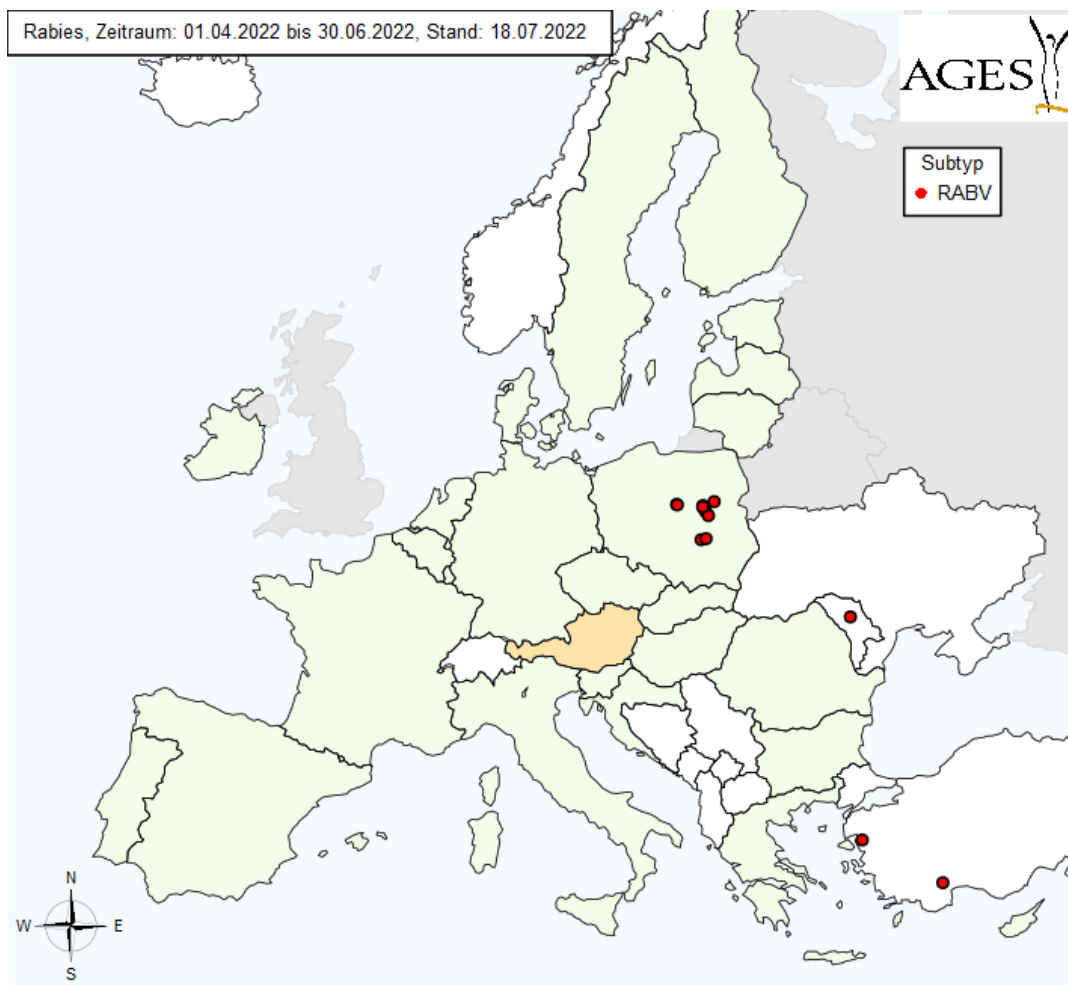 Rabies, Zeitraum: 01.04.2022 bis 30.06.2022, Stand: 18.07.2022
AGES
Subtyp
RABV
N
W E
S